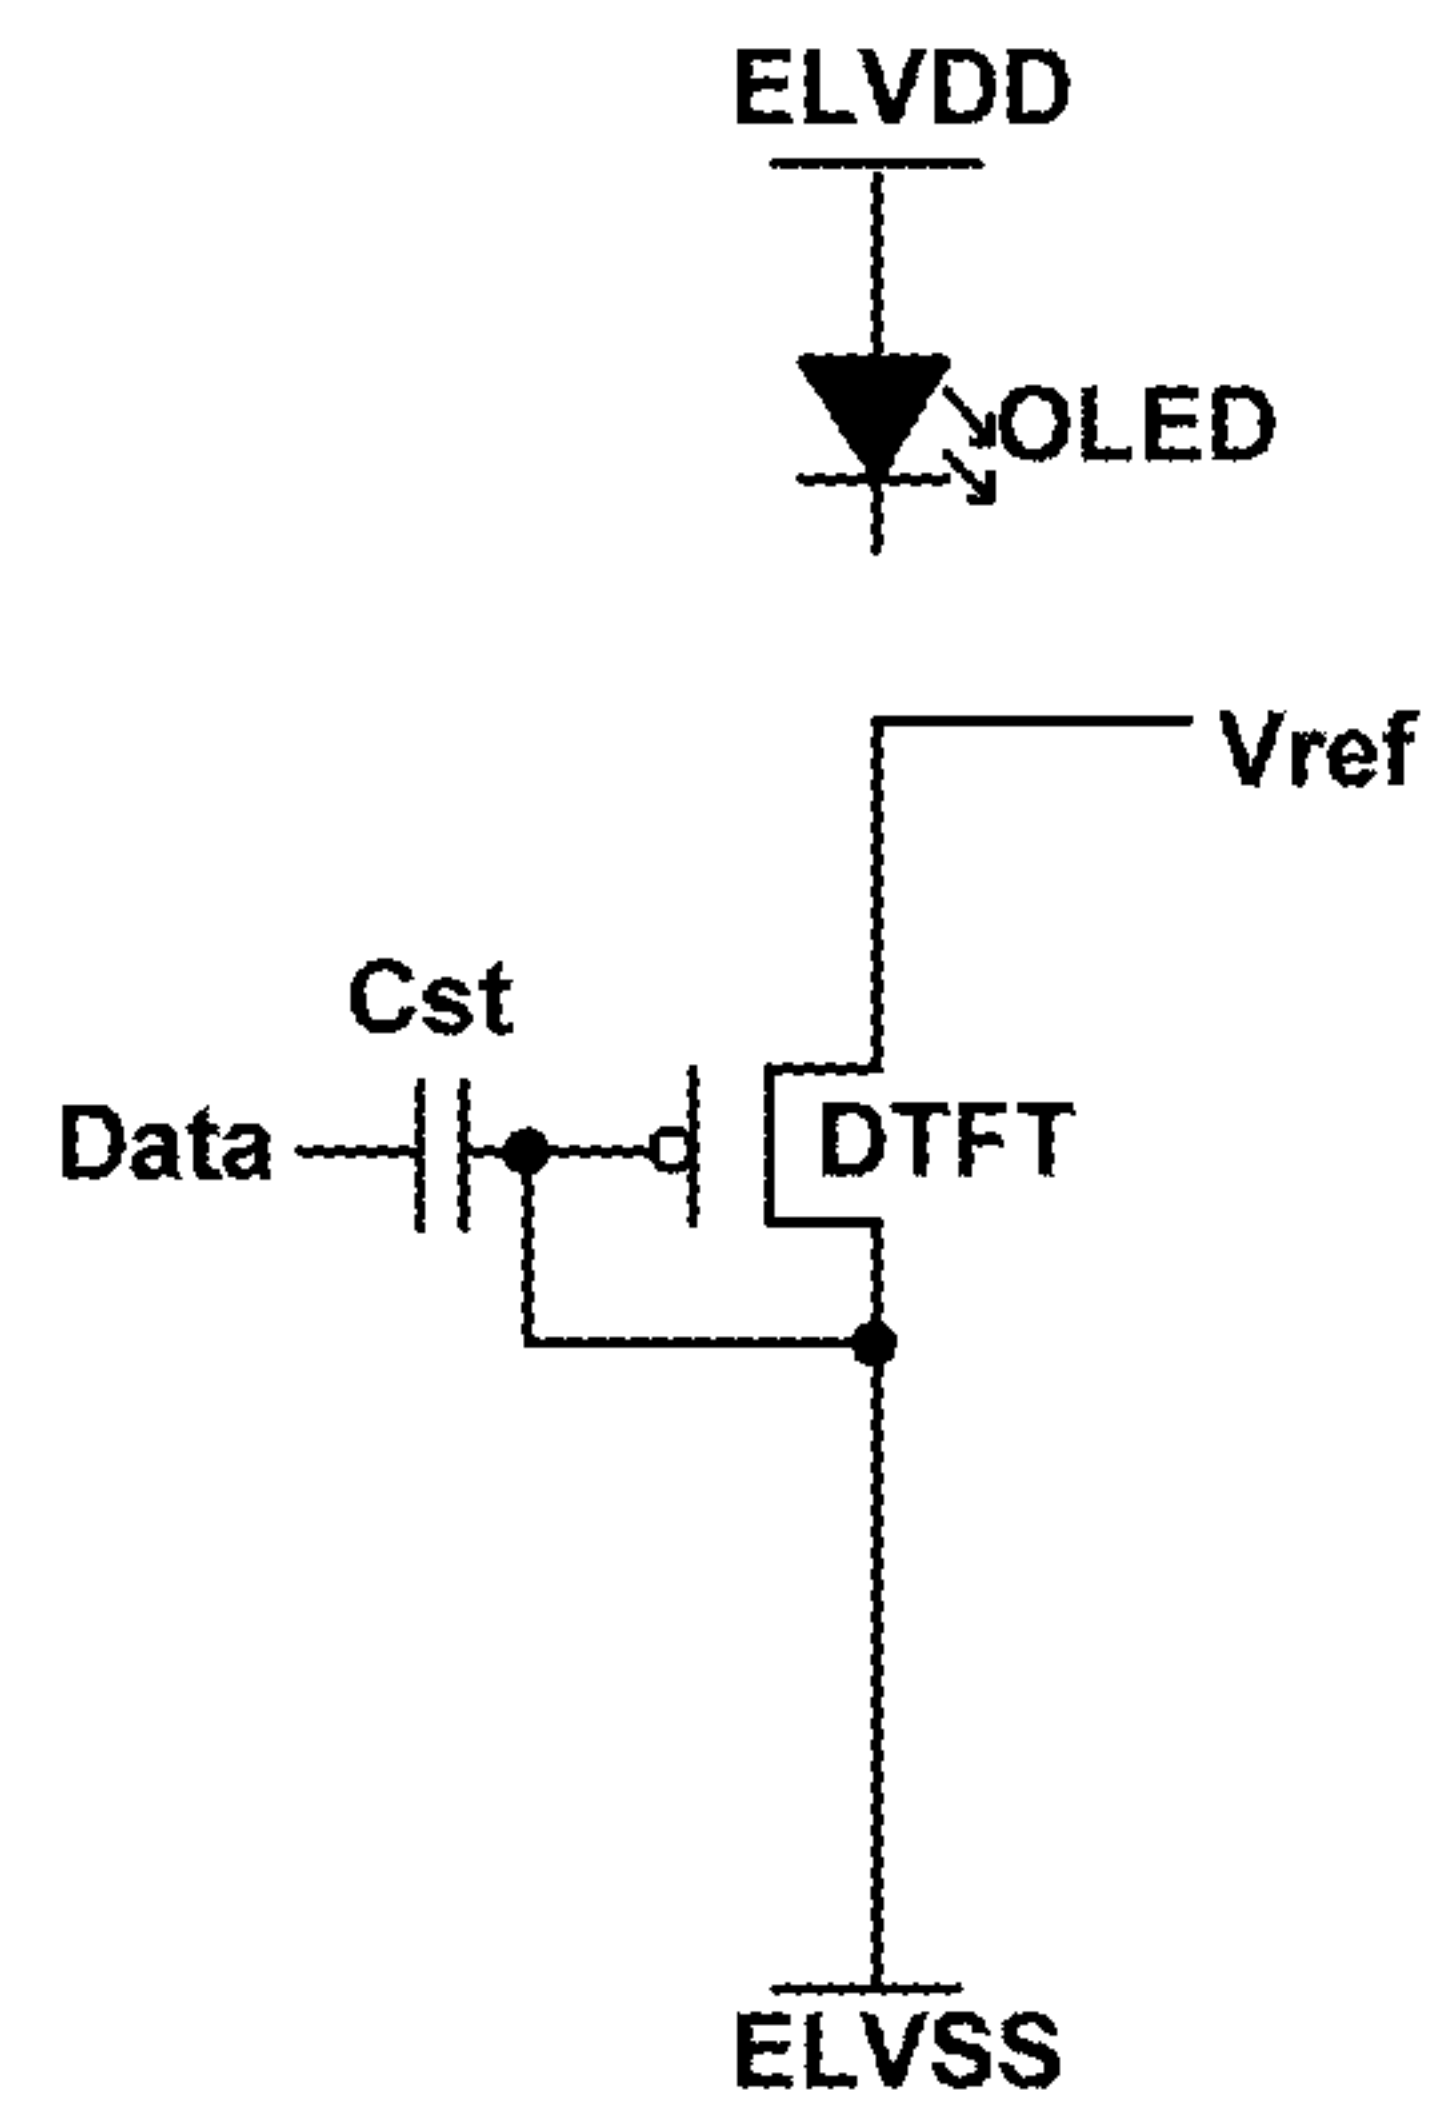 ELVDD
OLED
Vref
Cst
Data
DTFT
ELVSS